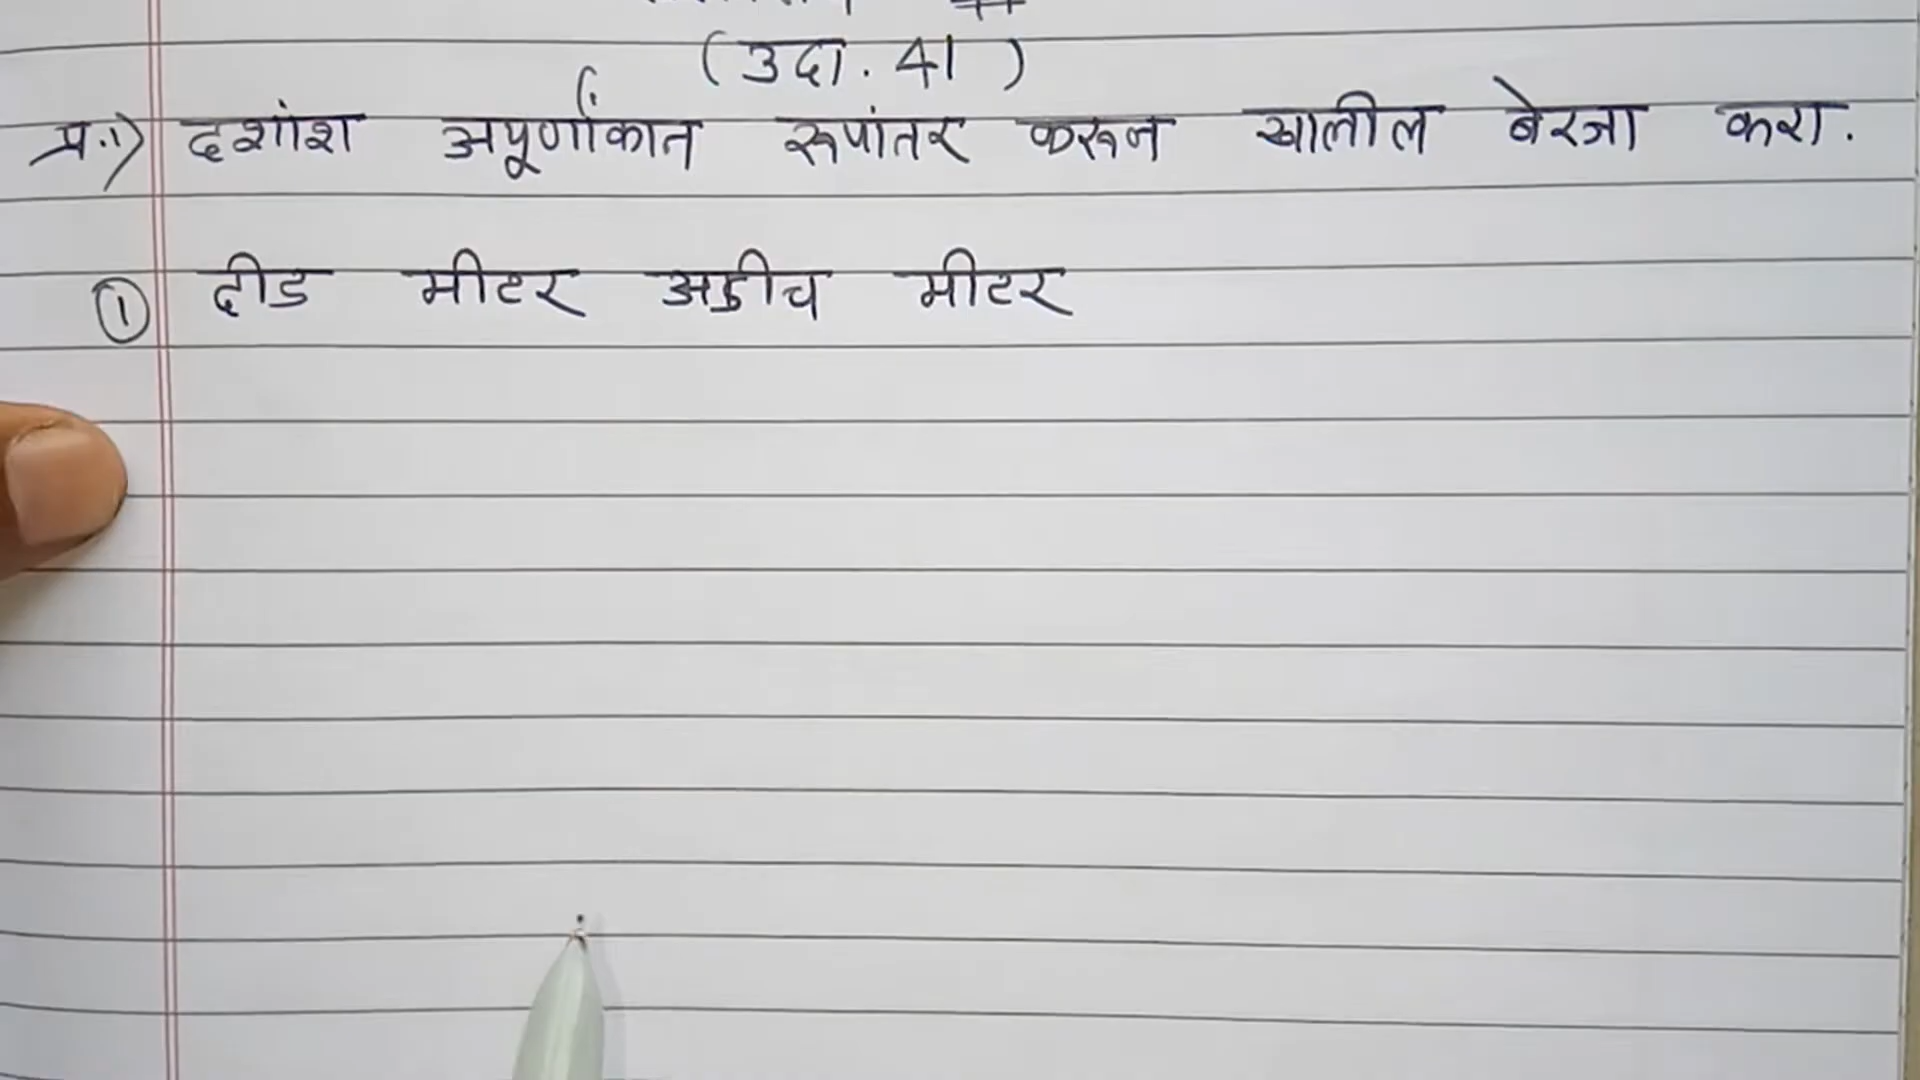 (उदा. 41)
प्र.1) दशांश अपूर्णांकात रूपांतर करून खालील बेरजा करा.
① दीड मीटर अडीच मीटर